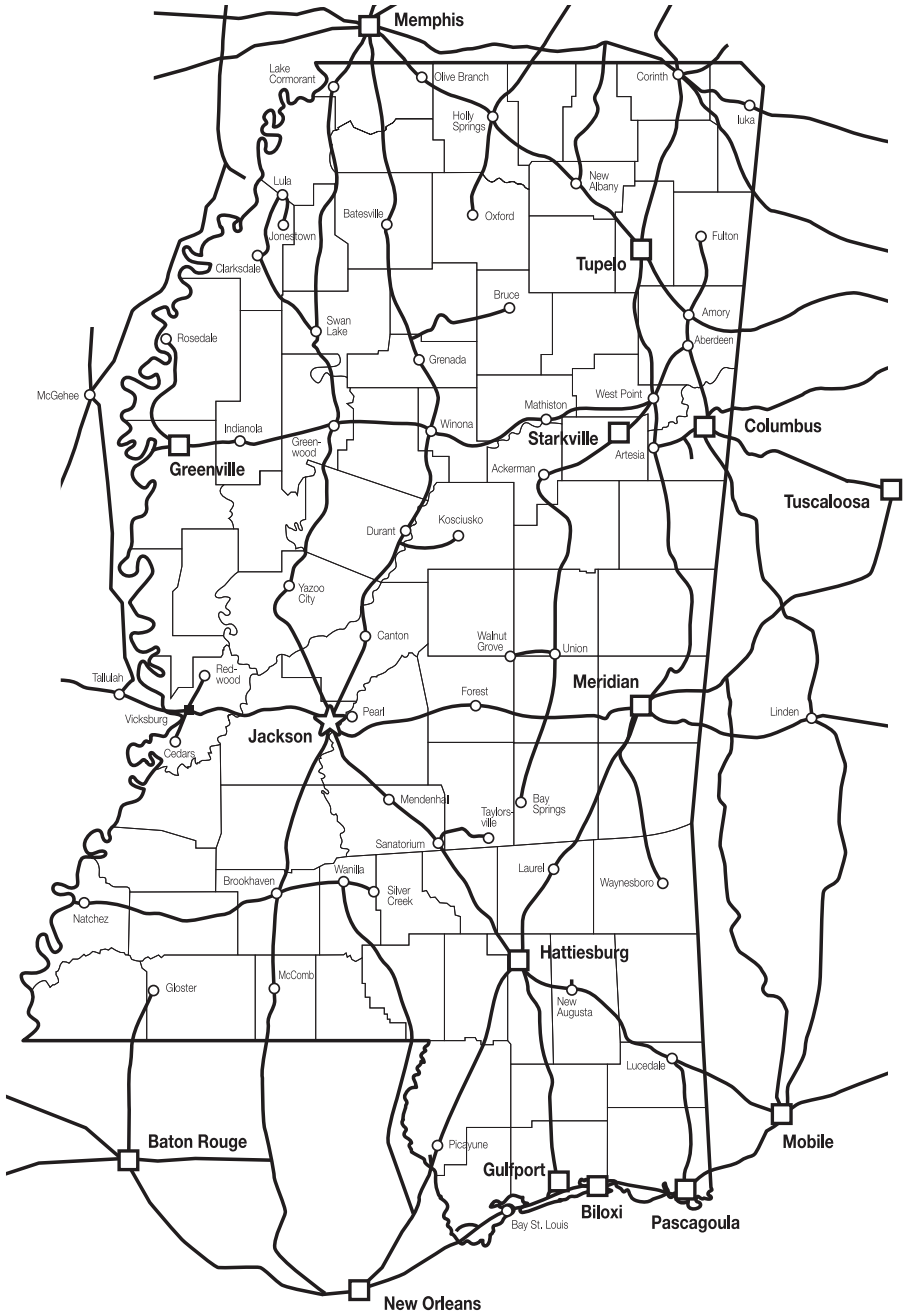 Memphis
Lake
Cormorant
Olive Branch
Corinth
Holly
Springs
Iuka
New
Albany
Lula
Jonestown
Batesville
Oxford
Fulton
Clarksdale
Tupelo
Bruce
Amory
Swan
Lake
Rosedale
Aberdeen
Grenada
McGehee
West Point
Mathiston
Indianola
Green-
wood
Winona
Starkville
Columbus
Greenville
Artesia
Ackerman
Tuscaloosa
Kosciusko
Durant
Yazoo
City
Canton
Walnut
Grove
Union
Tallulah
Red-
wood
Meridian
Forest
Vicksburg
Pearl
Linden
Jackson
Cedars
Mendenhall
Bay
Springs
Taylors-
ville
Sanatorium
Laurel
Wanilla
Brookhaven
Silver
Creek
Waynesboro
Natchez
Hattiesburg
McComb
Gloster
New
Augusta
Lucedale
Baton Rouge
Picayune
Mobile
Gulfport
Biloxi
Pascagoula
Bay St. Louis
New Orleans